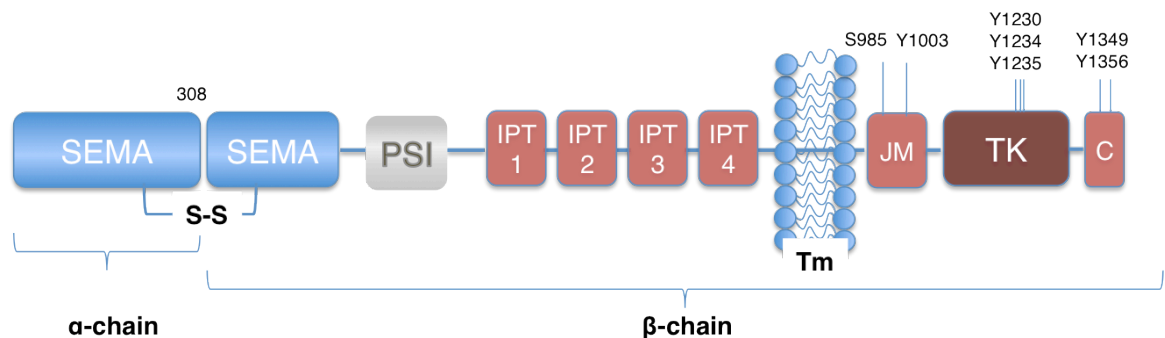 Y1230
S985 Y1003 Y1234 Y1349
Y1235 Y1356
308
SEMA SEMA PSI IPT 1 IPT 2 IPT 3 IPT 4 JM TK C
S-S
Tm
α-chain β-chain